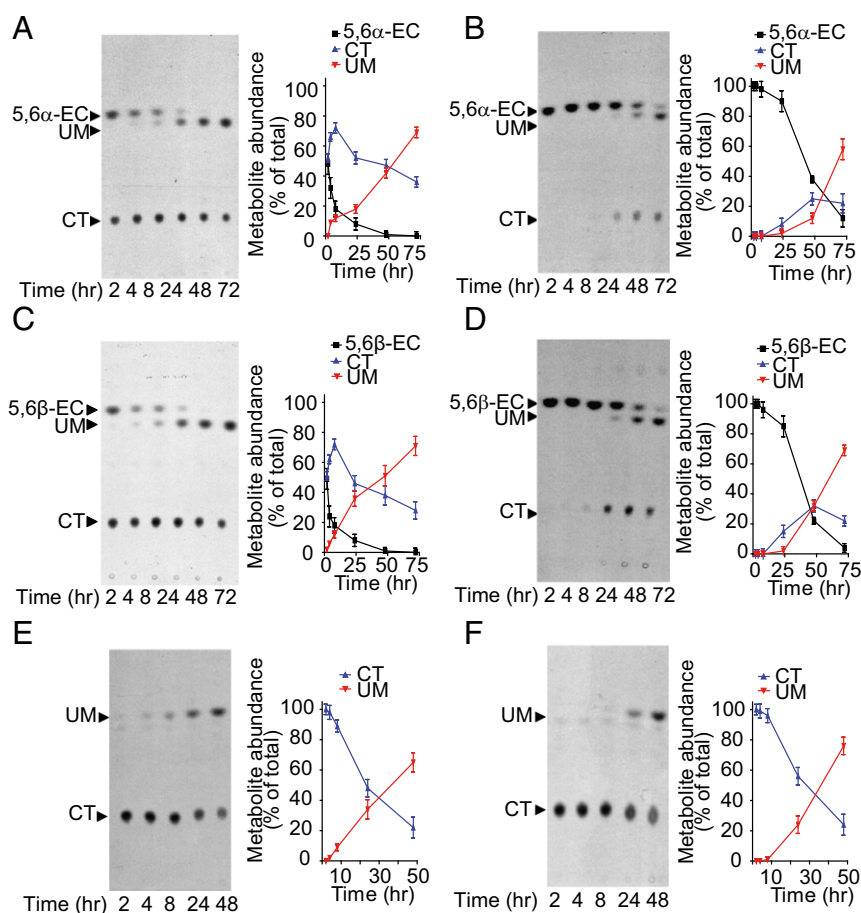 A
5,6α-EC
UM
CT
Time (hr) 2 4 8 24 48 72
5,6α-EC
CT
UM
Metabolite abundance
(% of total)
100
80
60
40
20
0
0 25 50 75
Time (hr)
B
5,6α-EC
UM
CT
Time (hr) 2 4 8 24 48 72
5,6α-EC
CT
UM
Metabolite abundance
(% of total)
100
80
60
40
20
0
0 25 50 75
Time (hr)
C
5,6β-EC
UM
CT
Time (hr) 2 4 8 24 48 72
5,6β-EC
CT
UM
Metabolite abundance
(% of total)
100
80
60
40
20
0
0 25 50 75
Time (hr)
D
5,6β-EC
UM
CT
Time (hr) 2 4 8 24 48 72
5,6β-EC
CT
UM
Metabolite abundance
(% of total)
100
80
60
40
20
0
0 25 50 75
Time (hr)
E
UM
CT
Time (hr) 2 4 8 24 48
CT
UM
Metabolite abundance
(% of total)
100
80
60
40
20
0
10 30 50
Time (hr)
F
UM
CT
Time (hr) 2 4 8 24 48
CT
UM
Metabolite abundance
(% of total)
100
80
60
40
20
0
10 30 50
Time (hr)